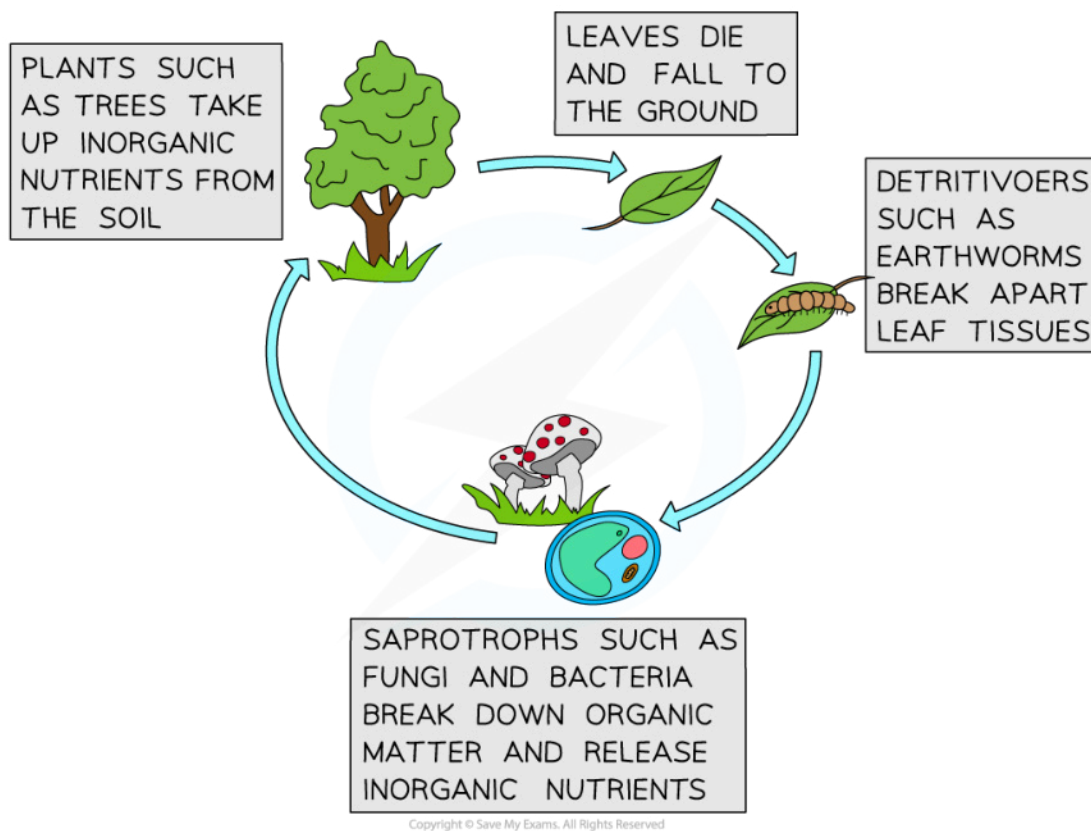 PLANTS SUCH
AS TREES TAKE
UP INORGANIC
NUTRIENTS FROM
THE SOIL
LEAVES DIE
AND FALL TO
THE GROUND
DETRITIVOERS
SUCH AS
EARTHWORMS
BREAK APART
LEAF TISSUES
SAPROTROPHS SUCH AS
FUNGI AND BACTERIA
BREAK DOWN ORGANIC
MATTER AND RELEASE
INORGANIC NUTRIENTS
Copyright © Save My Exams. All Rights Reserved